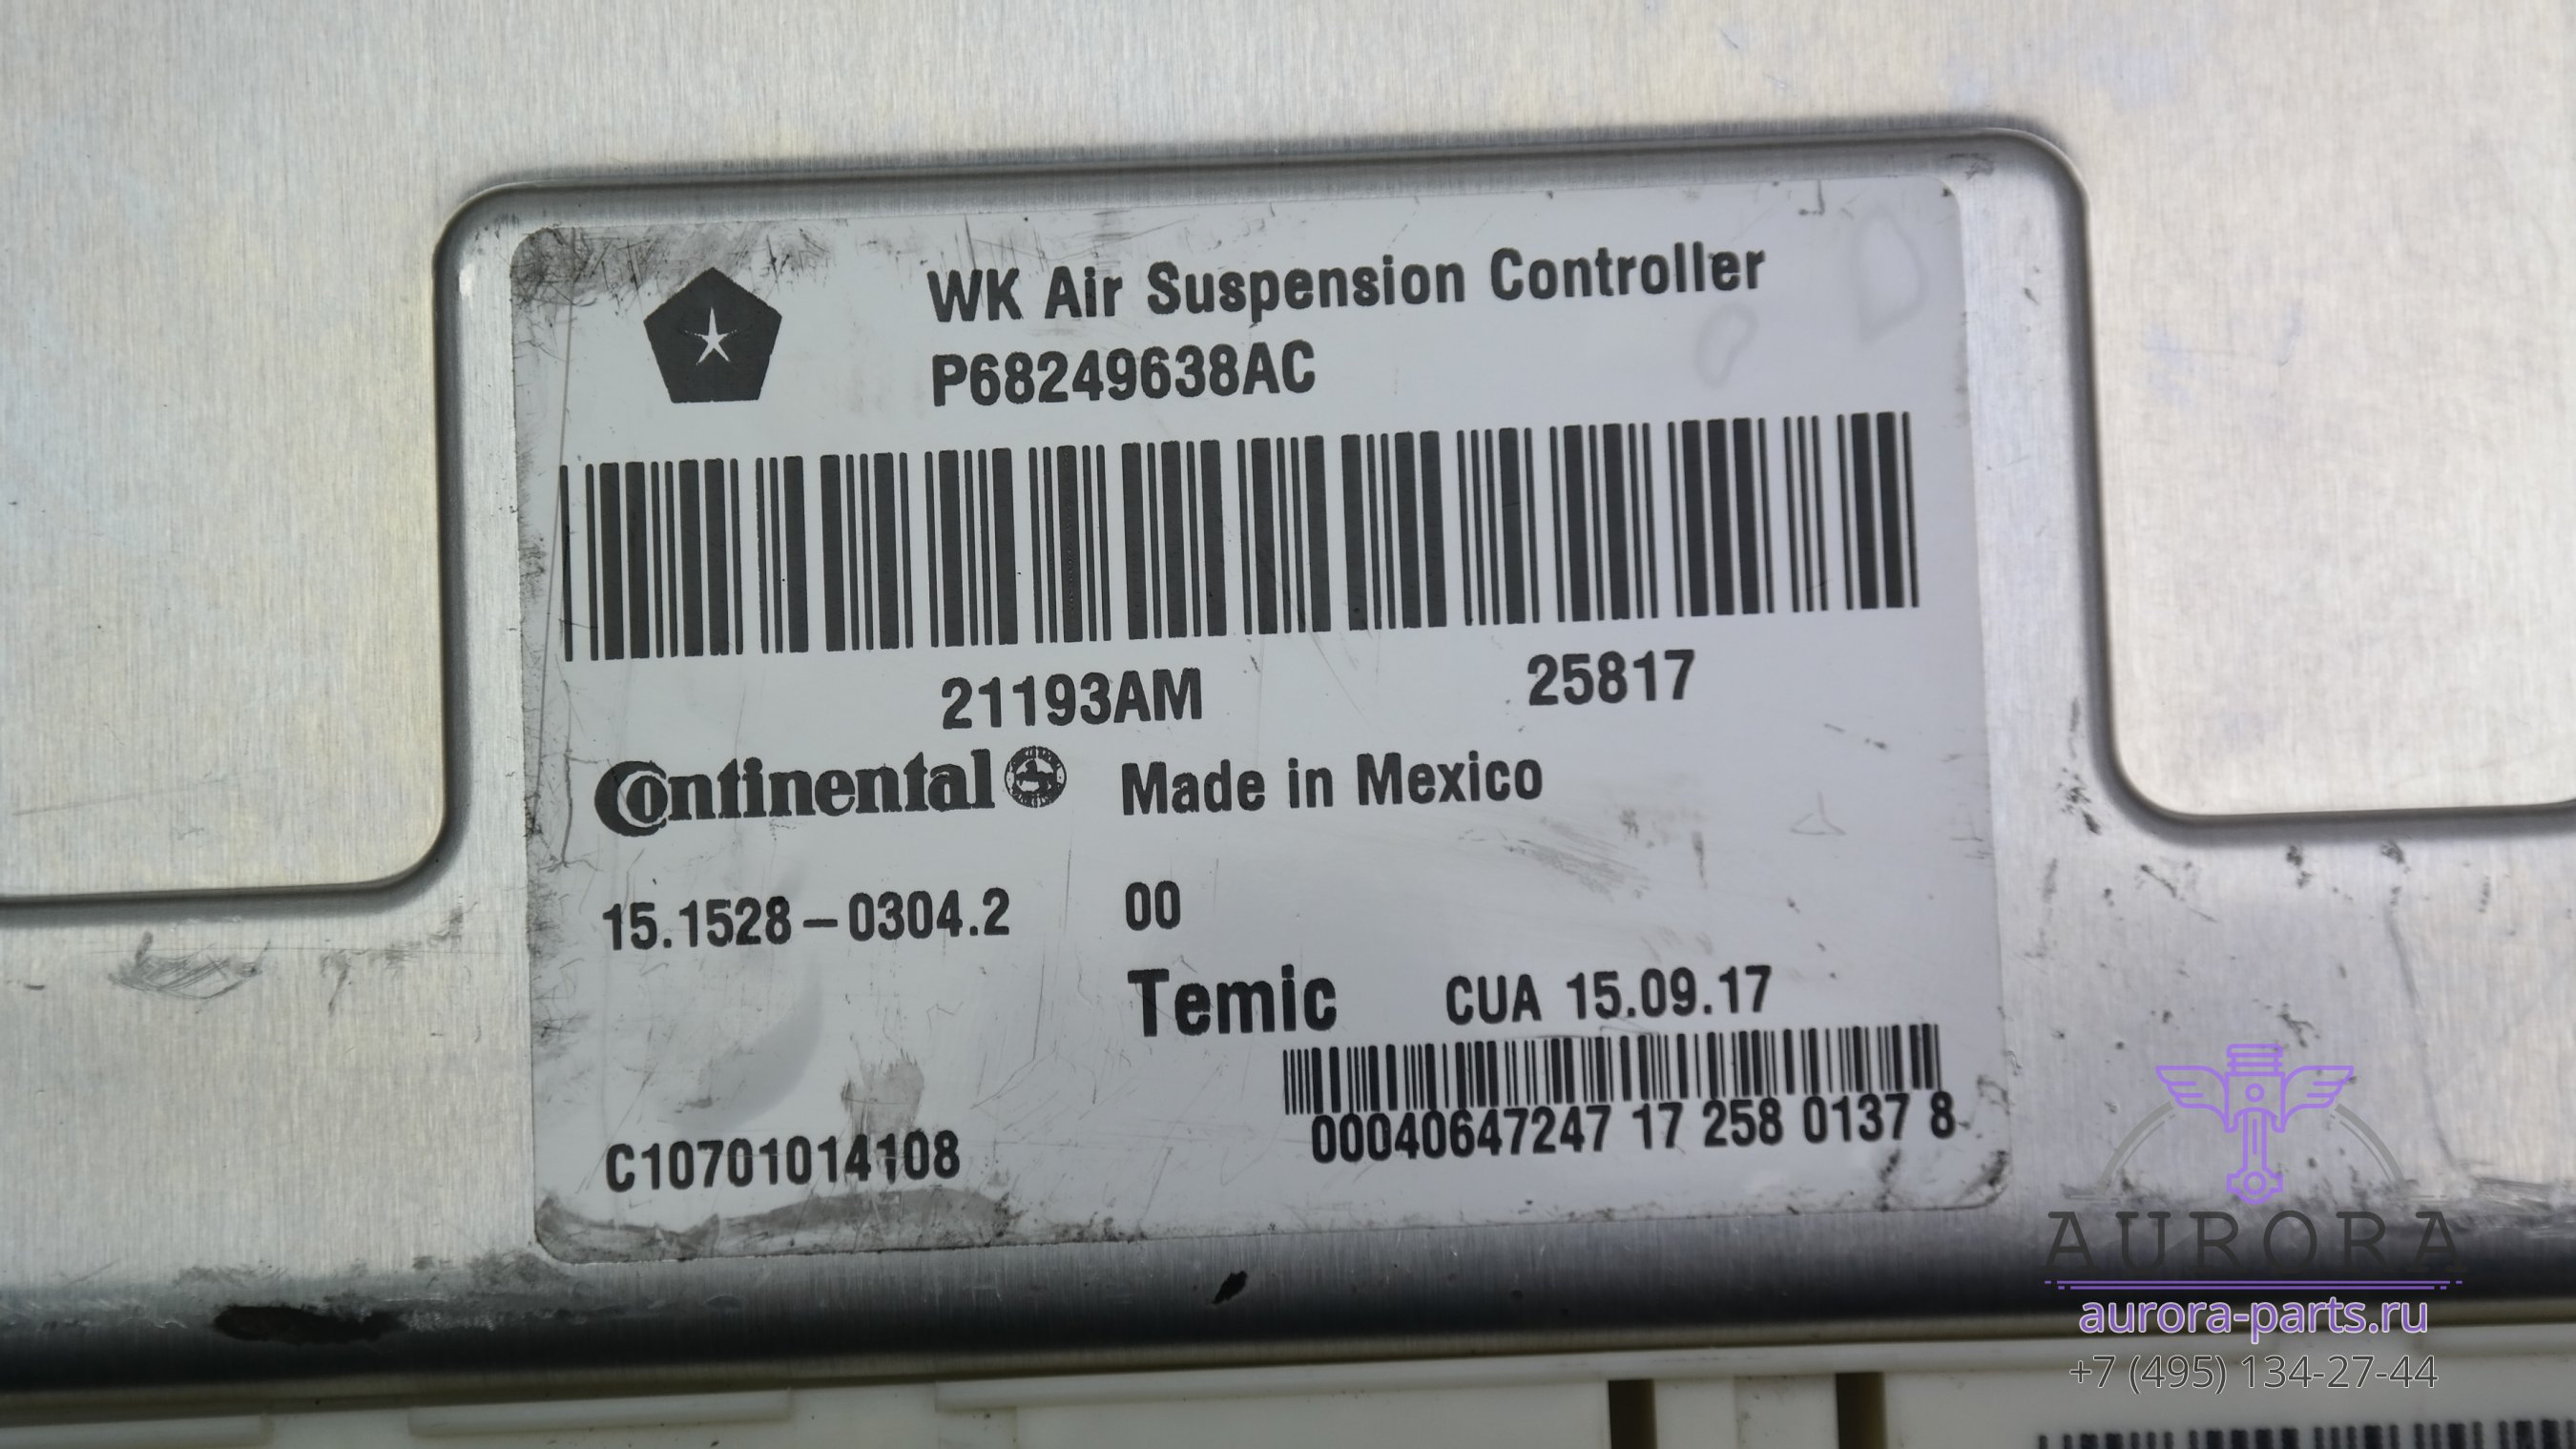 WK Air Suspension Controller
P68249638AC
21193AM 25817
Continental Made in Mexico
15.1528-0304.2 00
Temic CUA 15.09.17
00040647247 17 258 0137 8
C10701014108
AURORA
aurora-parts.ru
+7 (495) 134-27-44